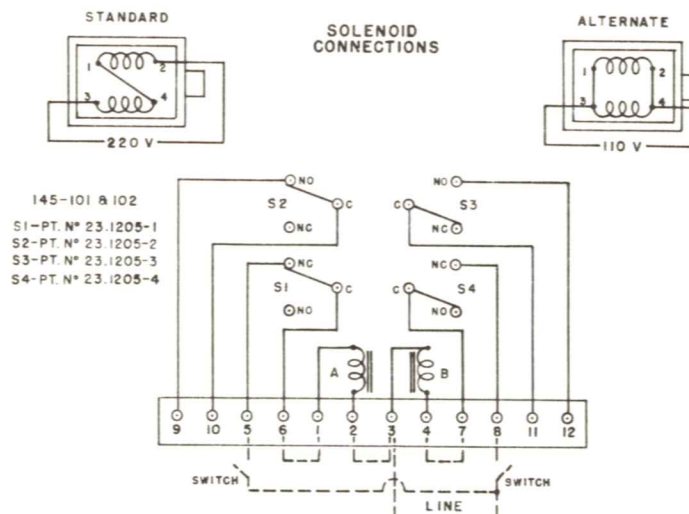 STANDARD
1 2
3 4
220 V
SOLENOID
CONNECTIONS
ALTERNATE
1 2
3 4
110 V
145-101 & 102
S1-PT. Nº 23.1205-1
S2-PT. Nº 23.1205-2
S3-PT. Nº 23.1205-3
S4-PT. Nº 23.1205-4
NO NO
S2 C C S3
NC NC
NC NC
S1 C C S4
NO NO
A B
9 10 5 6 1 2 3 4 7 8 11 12
SWITCH SWITCH
LINE